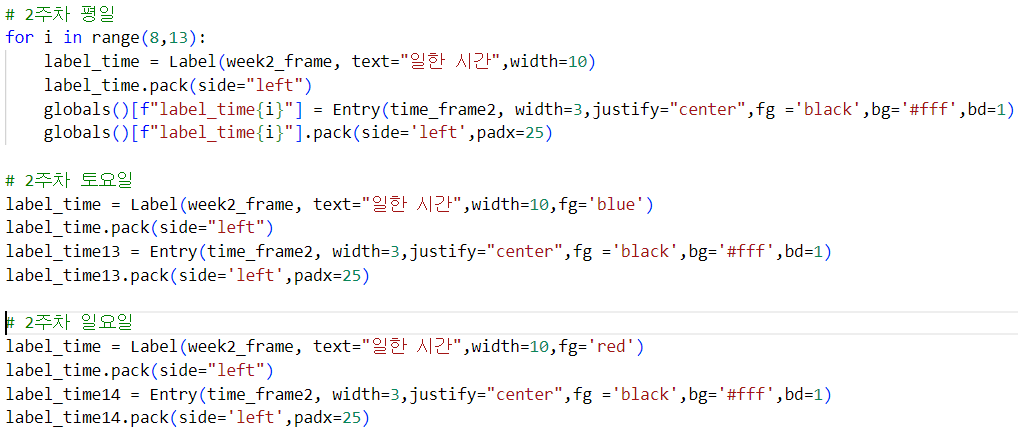 # 2주차 평일
for i in range(8,13):
    label_time = Label(week2_frame, text="일한 시간",width=10)
    label_time.pack(side="left")
    globals()[f"label_time{i}"] = Entry(time_frame2, width=3,justify="center",fg ='black',bg='#fff',bd=1)
    globals()[f"label_time{i}"].pack(side='left',padx=25)
# 2주차 토요일
label_time = Label(week2_frame, text="일한 시간",width=10,fg='blue')
label_time.pack(side="left")
label_time13 = Entry(time_frame2, width=3,justify="center",fg ='black',bg='#fff',bd=1)
label_time13.pack(side='left',padx=25)
# 2주차 일요일
label_time = Label(week2_frame, text="일한 시간",width=10,fg='red')
label_time.pack(side="left")
label_time14 = Entry(time_frame2, width=3,justify="center",fg ='black',bg='#fff',bd=1)
label_time14.pack(side='left',padx=25)